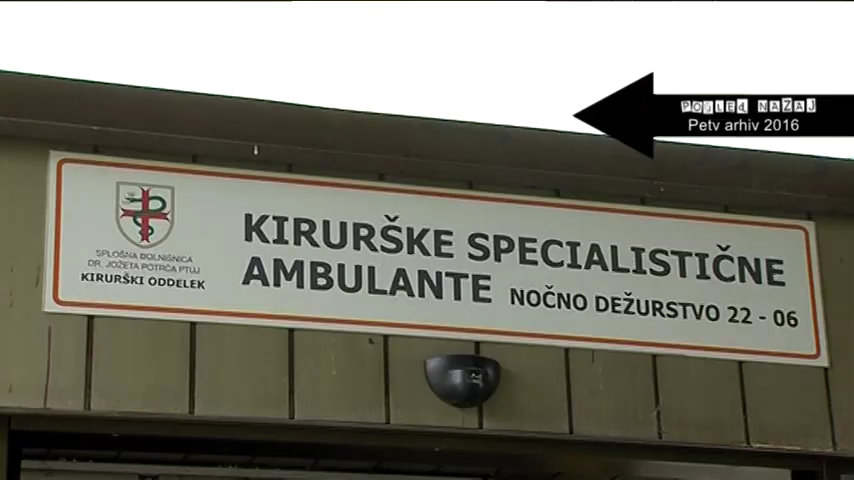 POGLED NAZAJ
Petv arhiv 2016
KIRURŠKE SPECIALISTIČNE
AMBULANTE NOČNO DEŽURSTVO 22 - 06
SPLOŠNA BOLNIŠNICA
DR. JOŽETA POTRČA PTUJ
KIRURŠKI ODDELEK